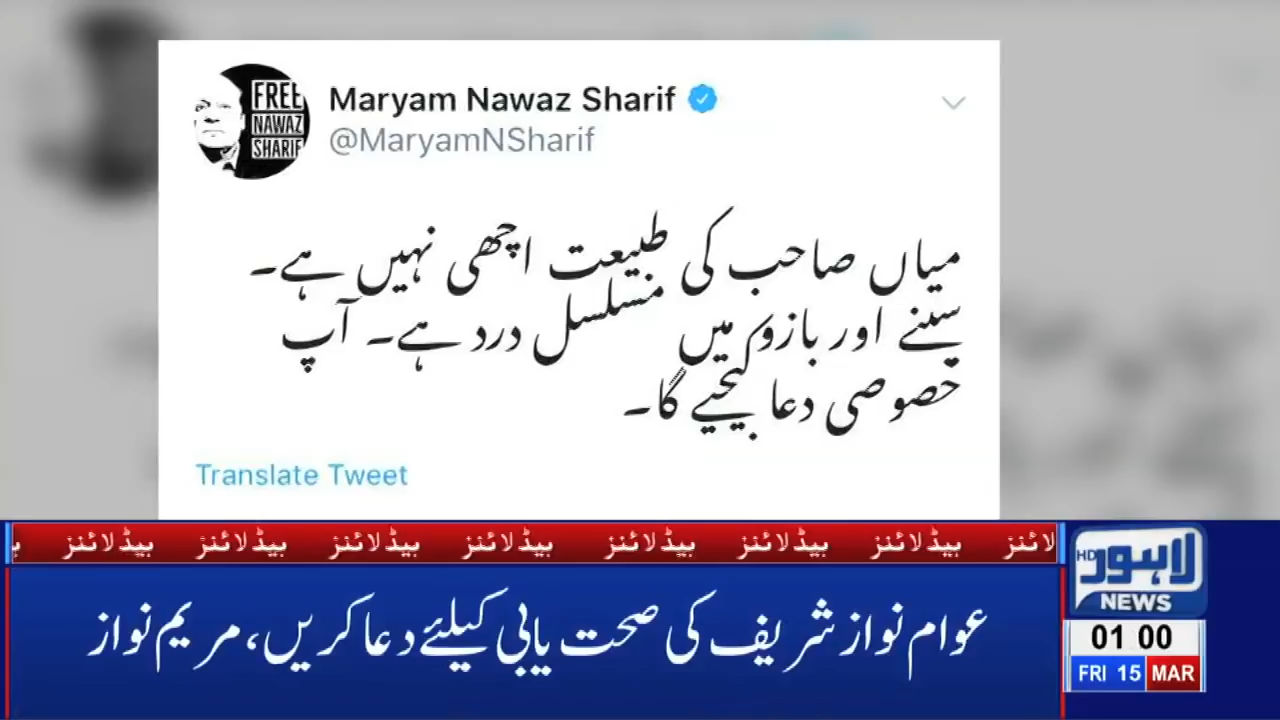 FREE
NAWAZ
SHARIF
Maryam Nawaz Sharif
@MaryamNSharif
میاں صاحب کی طبیعت اچھی نہیں ہے۔
سینے اور بازو میں مسلسل درد ہے۔ آپ
خصوصی دعا کیجیے گا۔
Translate Tweet
لائنز ہیڈلائنز ہیڈلائنز ہیڈلائنز ہیڈلائنز ہیڈلائنز ہیڈلائنز ہیڈلائنز
عوام نواز شریف کی صحت یابی کیلئے دعا کریں، مریم نواز
HD لاہور
NEWS
01 00
FRI 15 MAR